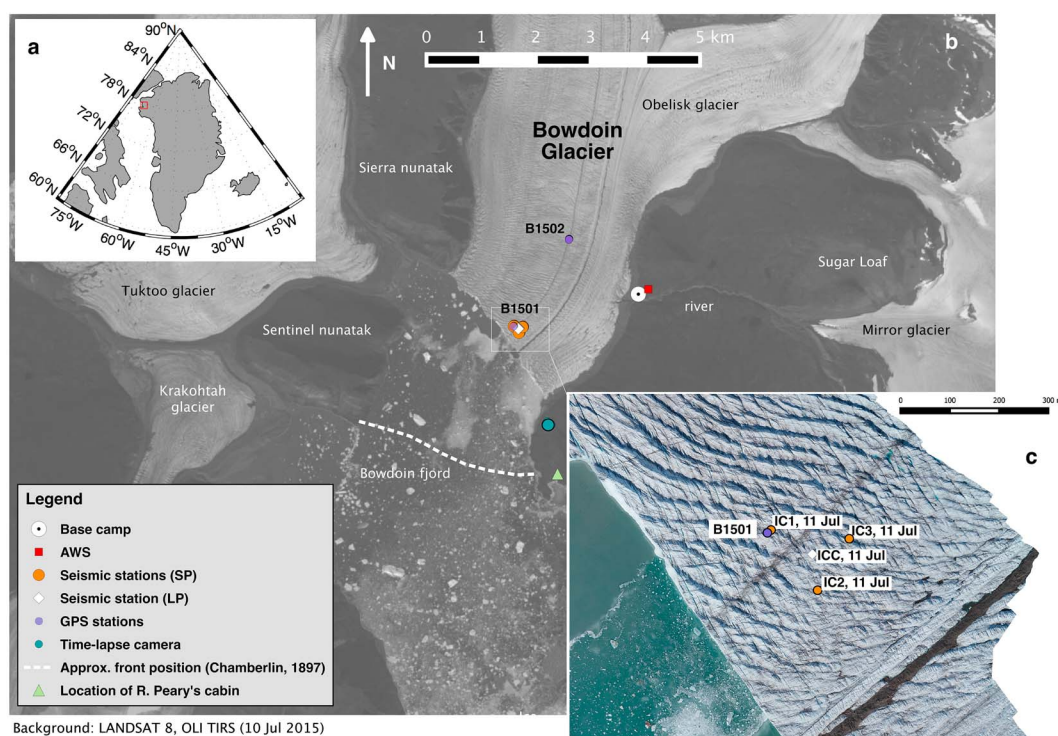 a
90°N
84°N
78°N
72°N
66°N
60°N
75°W
60°W
45°W
30°W
15°W
N
0 1 2 3 4 5 km
b
Obelisk glacier
Bowdoin
Glacier
Sierra nunatak
B1502
Sugar Loaf
Tuktoo glacier
B1501
river
Sentinel nunatak
Mirror glacier
Krakohtah
glacier
Bowdoin fjord
0 100 200 300
c
B1501
IC1, 11 Jul
IC3, 11 Jul
ICC, 11 Jul
IC2, 11 Jul
Legend
Base camp
AWS
Seismic stations (SP)
Seismic station (LP)
GPS stations
Time-lapse camera
Approx. front position (Chamberlin, 1897)
Location of R. Peary's cabin
Background: LANDSAT 8, OLI TIRS (10 Jul 2015)